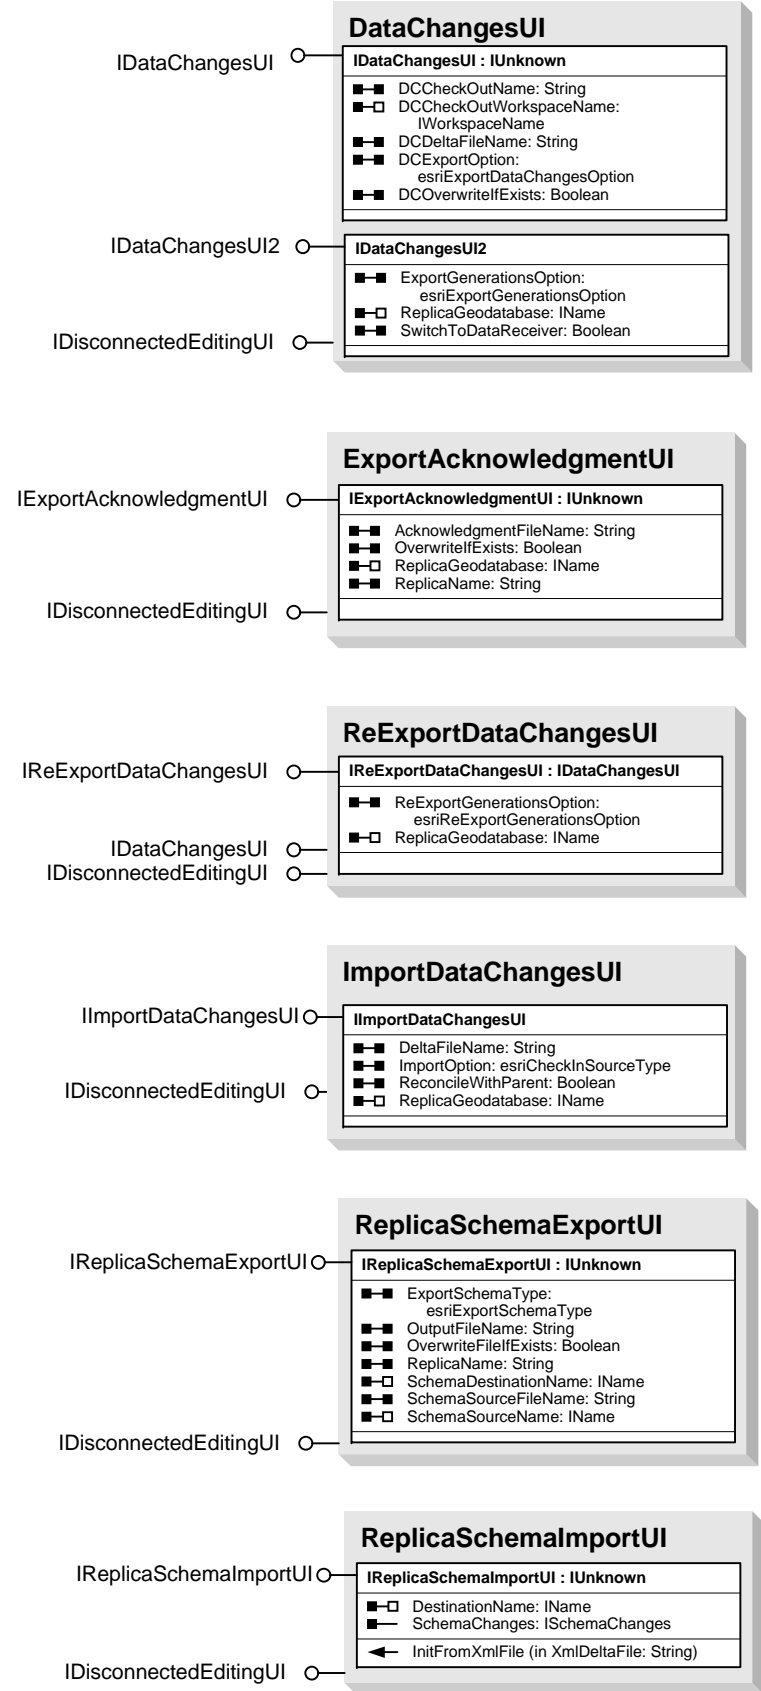 DataChangesUI
IDataChangesUI
IDataChangesUI : IUnknown
DCCheckOutName: String
DCCheckOutWorkspaceName:
IWorkspaceName
DCDeltaFileName: String
DCExportOption:
esriExportDataChangesOption
DCOverwriteIfExists: Boolean
IDataChangesUI2
IDataChangesUI2
ExportGenerationsOption:
esriExportGenerationsOption
ReplicaGeodatabase: IName
SwitchToDataReceiver: Boolean
IDisconnectedEditingUI
ExportAcknowledgmentUI
IExportAcknowledgmentUI
IExportAcknowledgmentUI : IUnknown
AcknowledgmentFileName: String
OverwriteIfExists: Boolean
ReplicaGeodatabase: IName
ReplicaName: String
IDisconnectedEditingUI
ReExportDataChangesUI
IReExportDataChangesUI
IReExportDataChangesUI : IDataChangesUI
ReExportGenerationsOption:
esriReExportGenerationsOption
ReplicaGeodatabase: IName
IDataChangesUI
IDisconnectedEditingUI
ImportDataChangesUI
IImportDataChangesUI
IImportDataChangesUI
DeltaFileName: String
ImportOption: esriCheckInSourceType
ReconcileWithParent: Boolean
ReplicaGeodatabase: IName
IDisconnectedEditingUI
ReplicaSchemaExportUI
IReplicaSchemaExportUI
IReplicaSchemaExportUI : IUnknown
ExportSchemaType:
esriExportSchemaType
OutputFileName: String
OverwriteFileIfExists: Boolean
ReplicaName: String
SchemaDestinationName: IName
SchemaSourceFileName: String
SchemaSourceName: IName
IDisconnectedEditingUI
ReplicaSchemaImportUI
IReplicaSchemaImportUI
IReplicaSchemaImportUI : IUnknown
DestinationName: IName
SchemaChanges: ISchemaChanges
InitFromXmlFile (in XmlDeltaFile: String)
IDisconnectedEditingUI